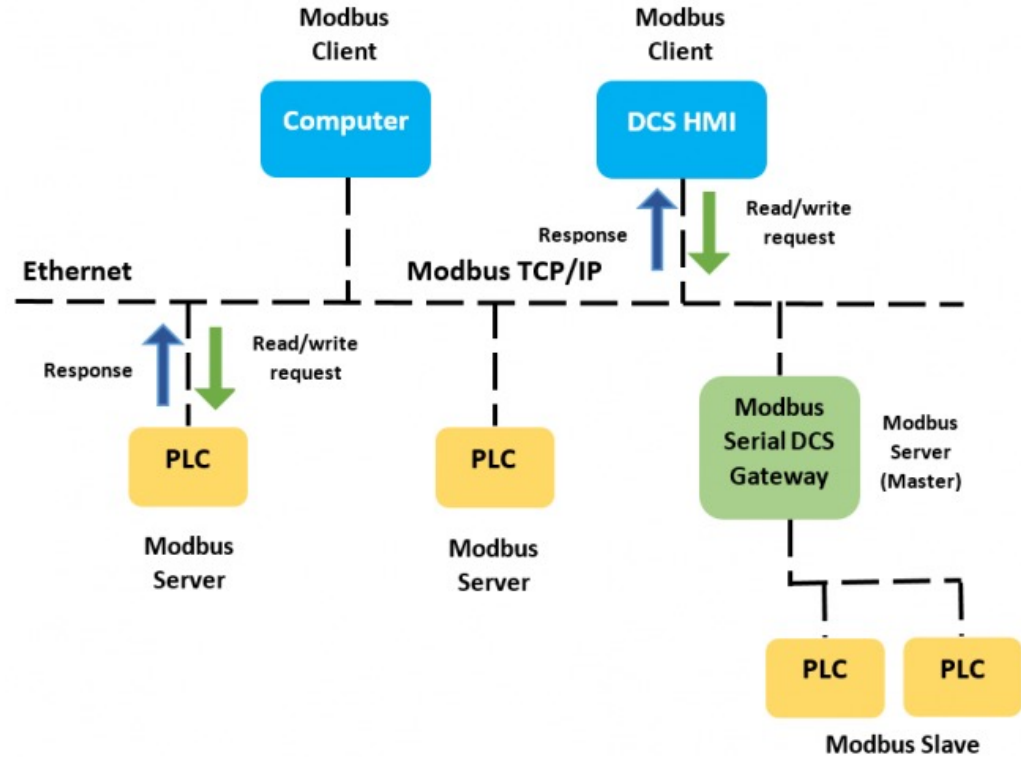 Modbus
Client
Modbus
Client
Computer
DCS HMI
Response
Read/write
request
Ethernet
Modbus TCP/IP
Response
Read/write
request
PLC
PLC
Modbus
Serial DCS
Gateway
Modbus
Server
(Master)
Modbus
Server
Modbus
Server
PLC
PLC
Modbus Slave